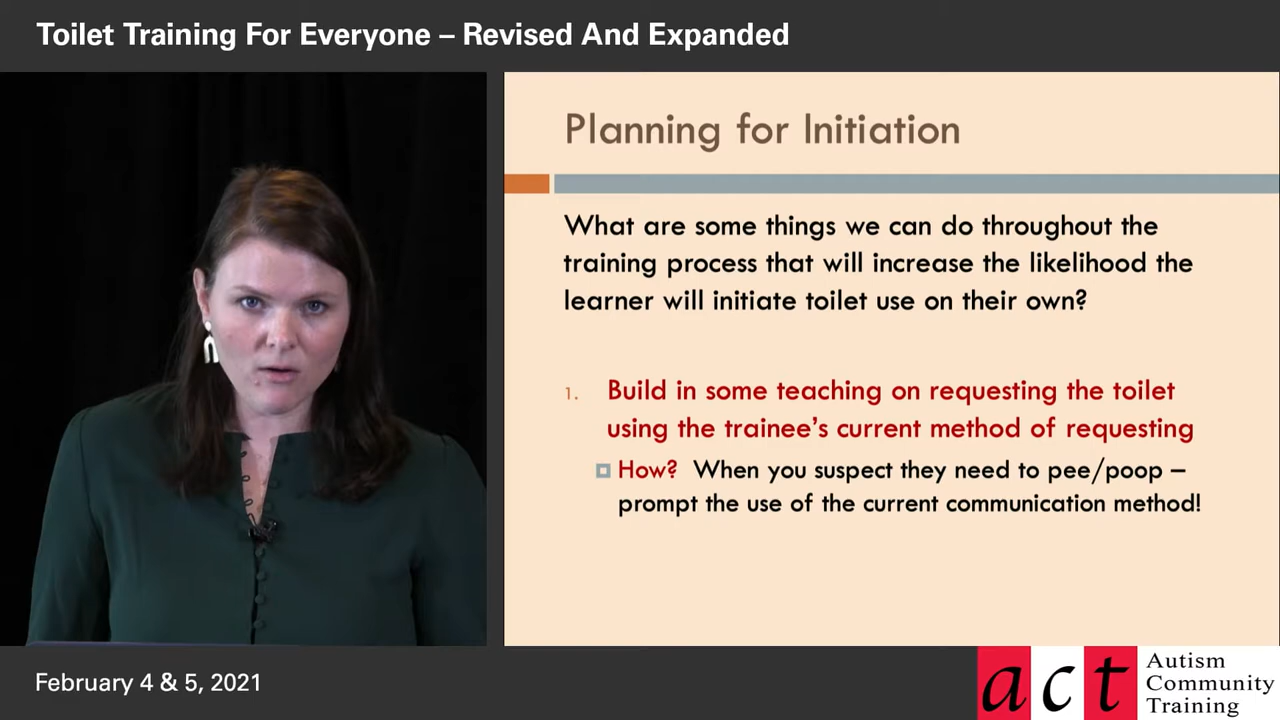 Toilet Training For Everyone – Revised And Expanded
Planning for Initiation
What are some things we can do throughout the
training process that will increase the likelihood the
learner will initiate toilet use on their own?
1. Build in some teaching on requesting the toilet
using the trainee's current method of requesting
How? When you suspect they need to pee/poop –
prompt the use of the current communication method!
February 4 & 5, 2021
act
Autism
Community
Training